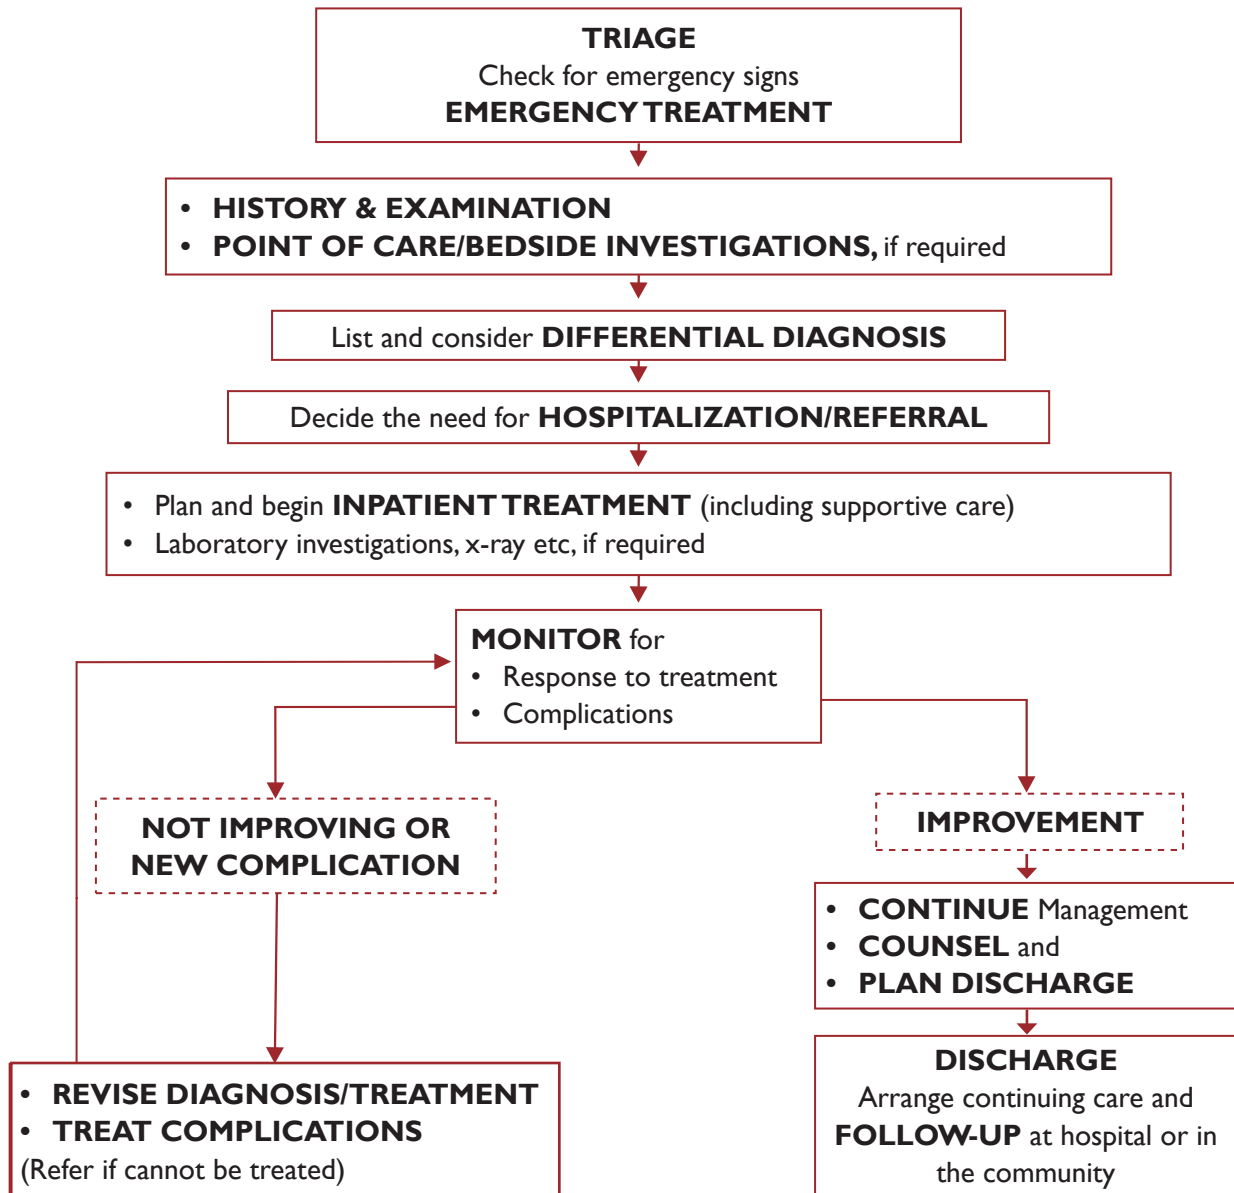 TRIAGE
Check for emergency signs
EMERGENCY TREATMENT
• HISTORY & EXAMINATION
• POINT OF CARE/BEDSIDE INVESTIGATIONS, if required
List and consider DIFFERENTIAL DIAGNOSIS
Decide the need for HOSPITALIZATION/REFERRAL
• Plan and begin INPATIENT TREATMENT (including supportive care)
• Laboratory investigations, x-ray etc, if required
MONITOR for
• Response to treatment
• Complications
NOT IMPROVING OR
NEW COMPLICATION
• REVISE DIAGNOSIS/TREATMENT
• TREAT COMPLICATIONS
(Refer if cannot be treated)
IMPROVEMENT
• CONTINUE Management
• COUNSEL and
• PLAN DISCHARGE
DISCHARGE
Arrange continuing care and
FOLLOW-UP at hospital or in
the community